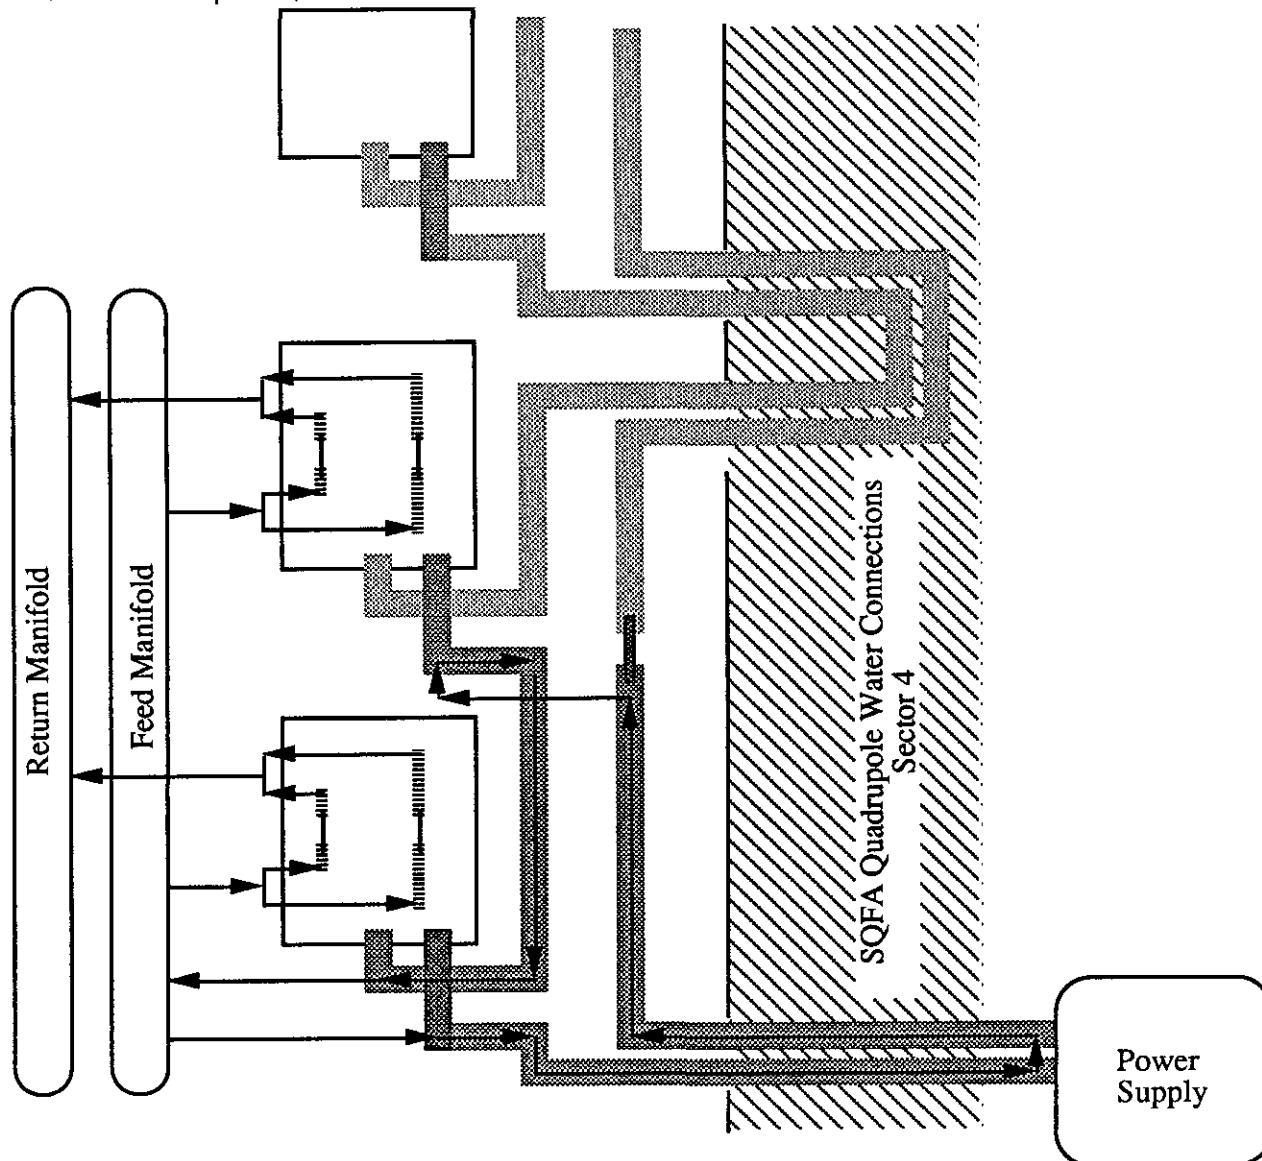 Return Manifold
Feed Manifold
SQFA Quadrupole Water Connections
Sector 4
Power
Supply